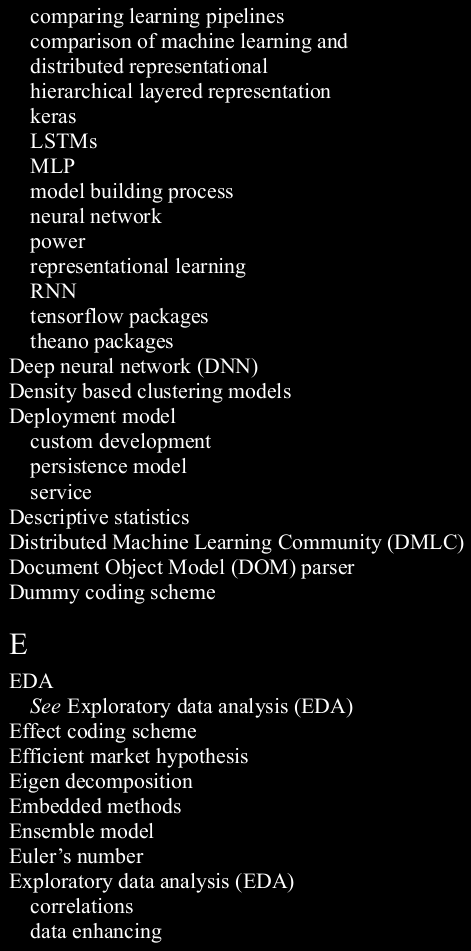 comparing learning pipelines
comparison of machine learning and
distributed representational
hierarchical layered representation
keras
LSTMs
MLP
model building process
neural network
power
representational learning
RNN
tensorflow packages
theano packages
Deep neural network (DNN)
Density based clustering models
Deployment model
custom development
persistence model
service
Descriptive statistics
Distributed Machine Learning Community (DMLC)
Document Object Model (DOM) parser
Dummy coding scheme
E
EDA
See Exploratory data analysis (EDA)
Effect coding scheme
Efficient market hypothesis
Eigen decomposition
Embedded methods
Ensemble model
Euler’s number
Exploratory data analysis (EDA)
correlations
data enhancing